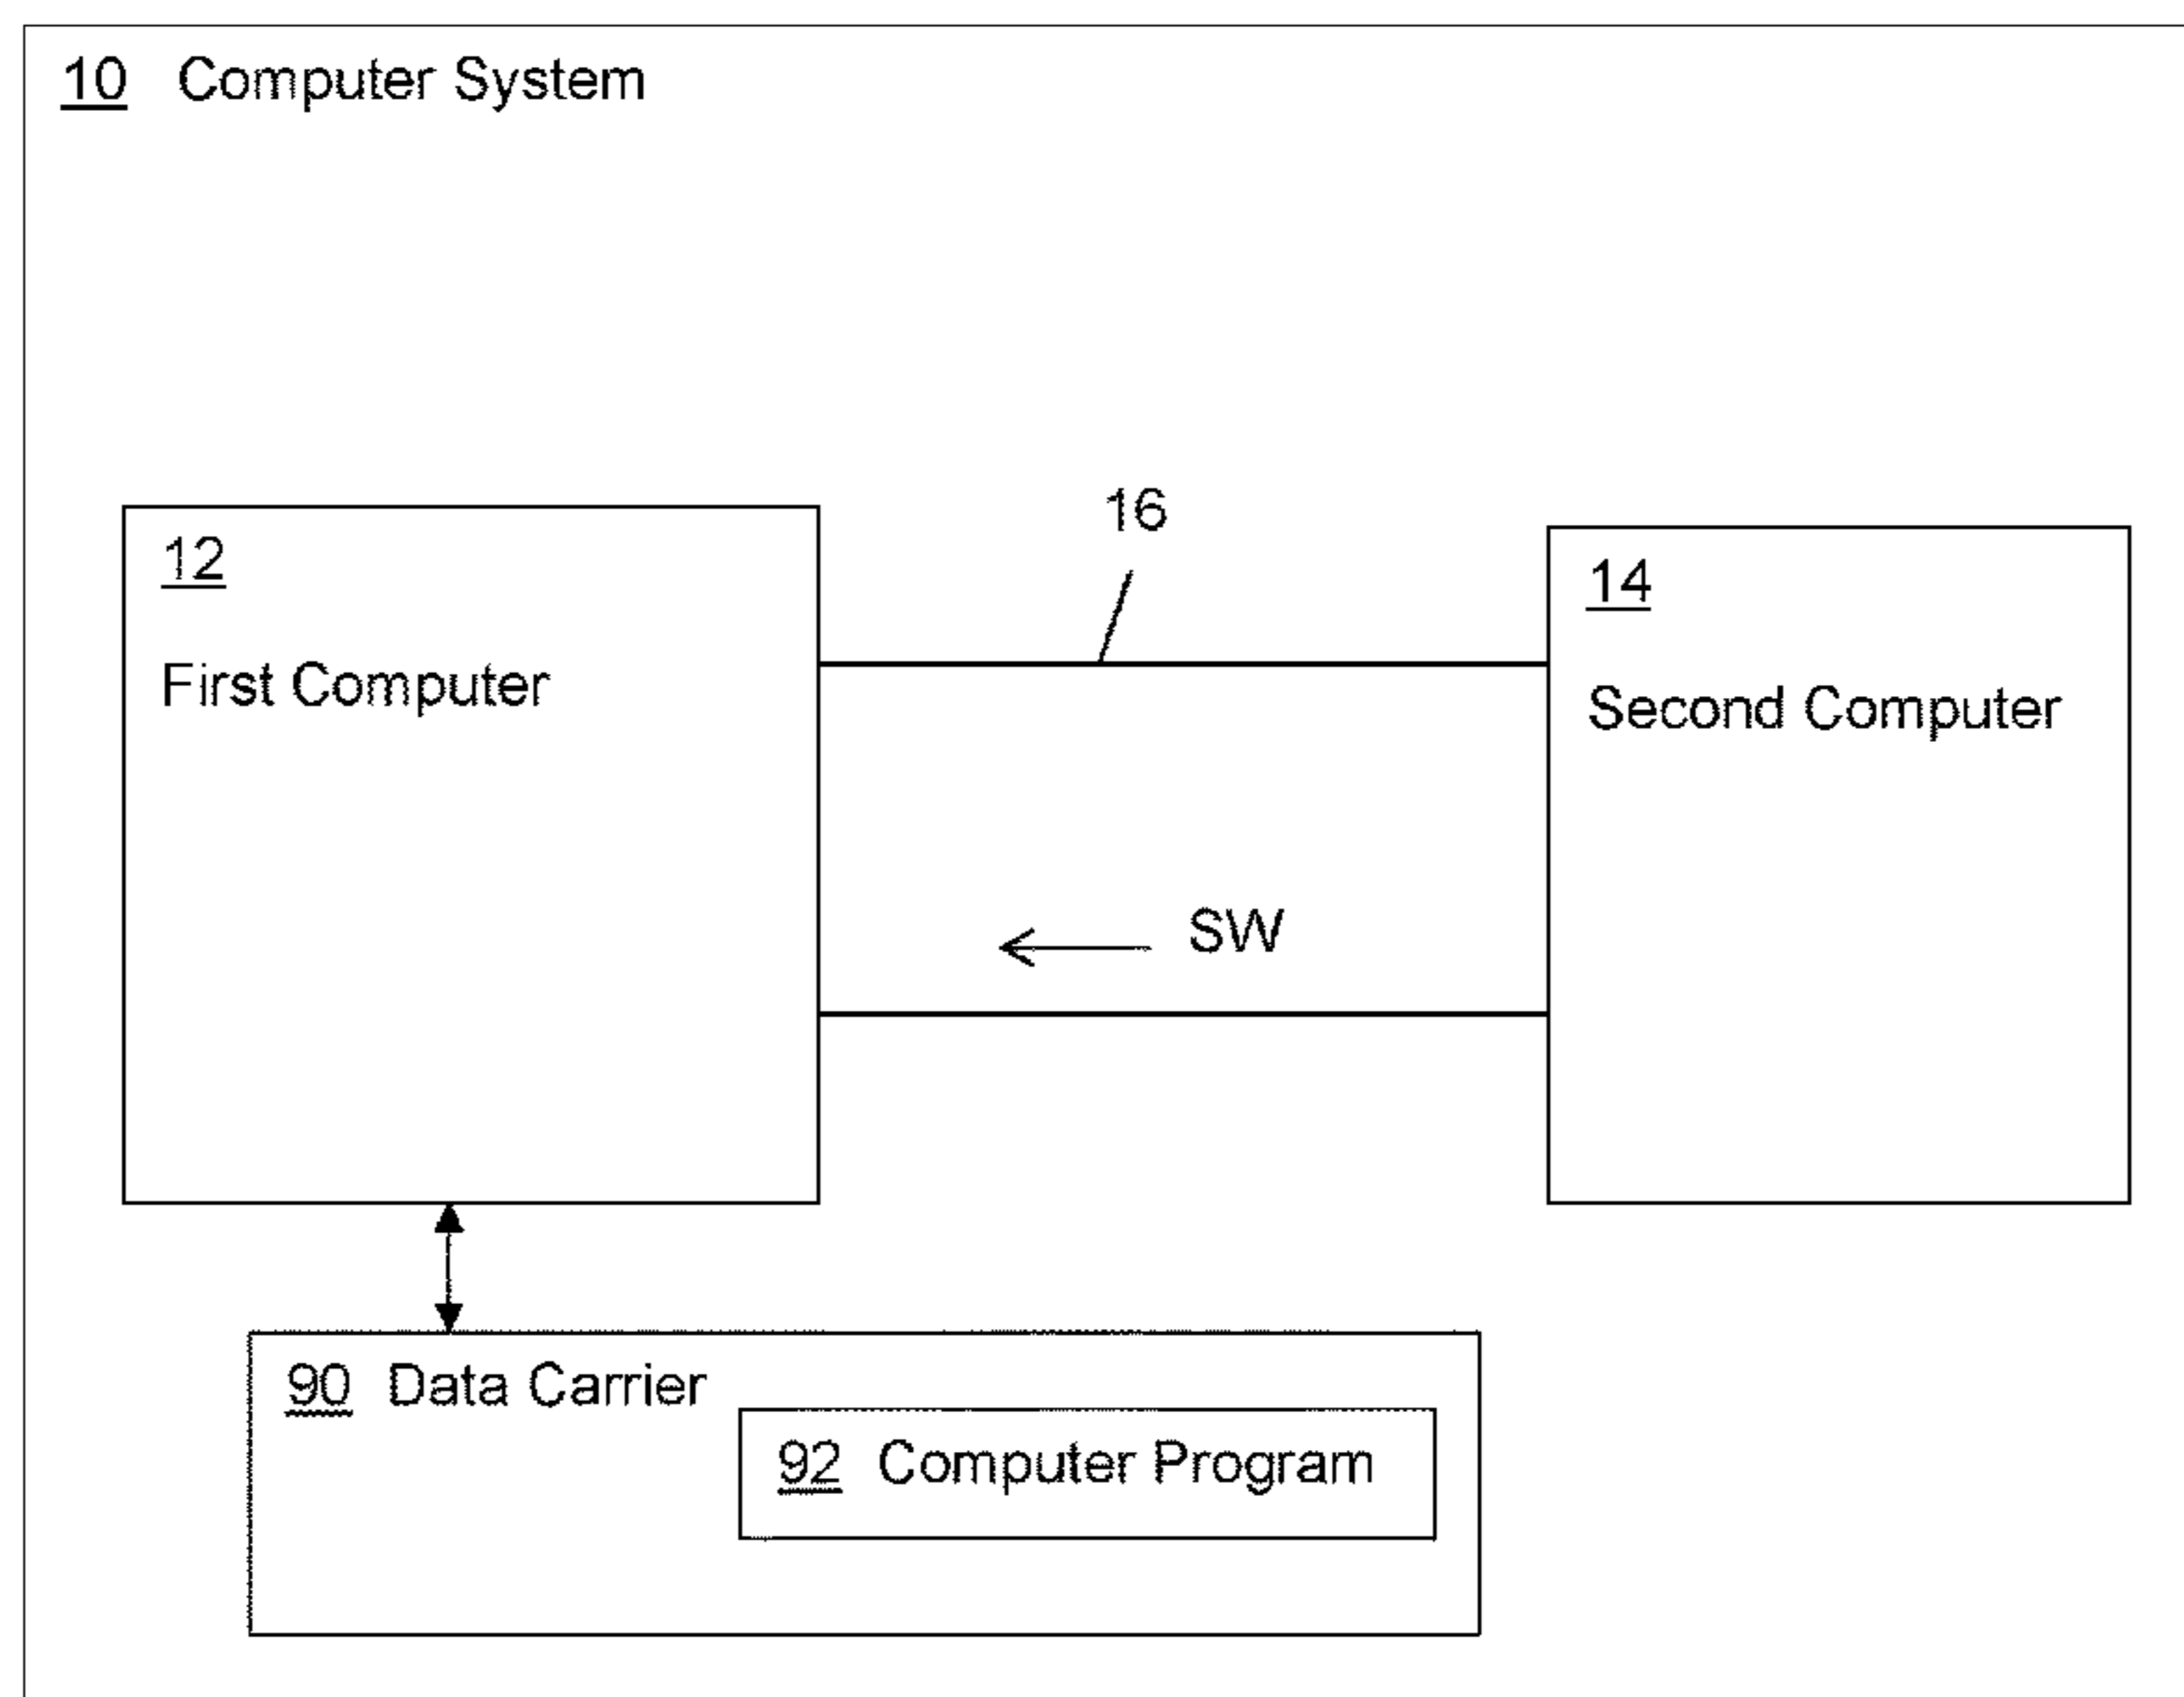 10 Computer System
16
12
First Computer
14
Second Computer
SW
90 Data Carrier
92 Computer Program